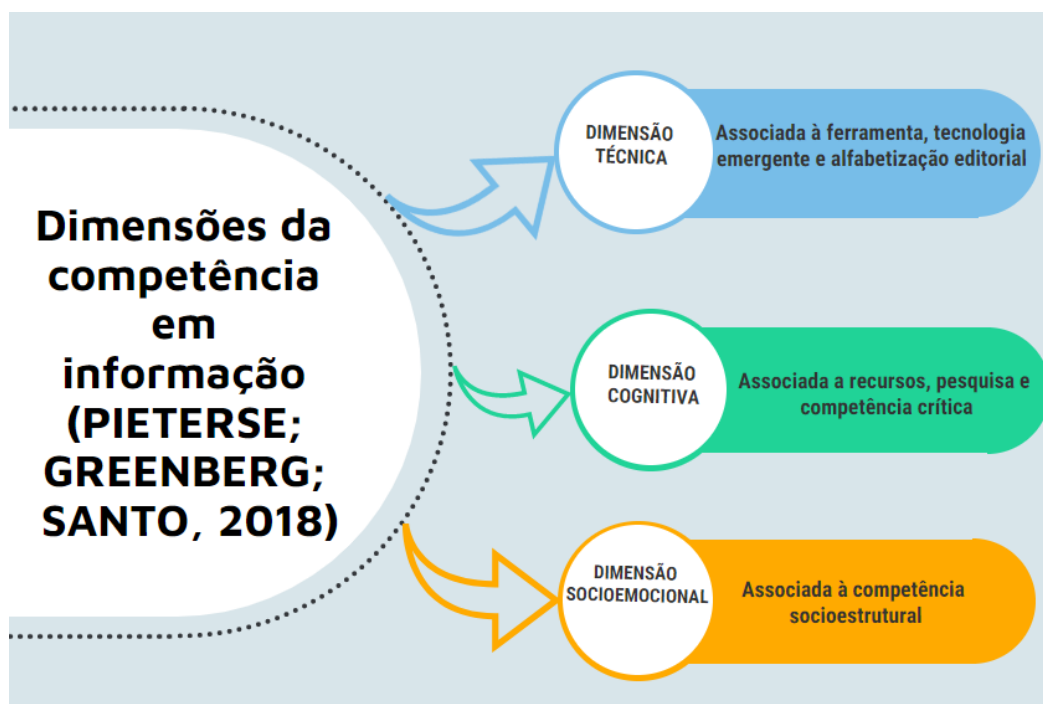 Dimensões da
competência
em
informação
(PIETERSE;
GREENBERG;
SANTO, 2018)
DIMENSÃO
TÉCNICA
Associada à ferramenta, tecnologia
emergente e alfabetização editorial
DIMENSÃO
COGNITIVA
Associada a recursos, pesquisa e
competência crítica
DIMENSÃO
SOCIOEMOCIONAL
Associada à competência
socioestrutural